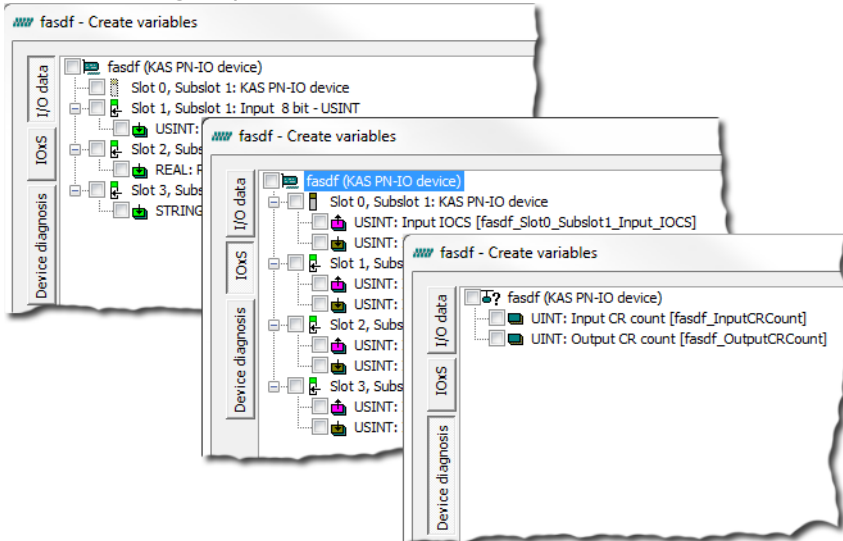 fasdf - Create variables
I/O data
IOxS
Device diagnosis
fasdf (KAS PN-IO device)
Slot 0, Subslot 1: KAS PN-IO device
Slot 1, Subslot 1: Input 8 bit - USINT
USINT:
Slot 2, Subs
REAL:
Slot 3, Subs
STRING
fasdf - Create variables
I/O data
IOxS
Device diagnosis
fasdf (KAS PN-IO device)
Slot 0, Subslot 1: KAS PN-IO device
USINT: Input IOCS [fasdf_Slot0_Subslot1_Input_IOCS]
USINT:
Slot 1, Subs
USINT:
USINT:
Slot 2, Subs
USINT:
USINT:
Slot 3, Subs
USINT:
USINT:
fasdf - Create variables
I/O data
IOxS
Device diagnosis
fasdf (KAS PN-IO device)
UINT: Input CR count [fasdf_InputCRCount]
UINT: Output CR count [fasdf_OutputCRCount]